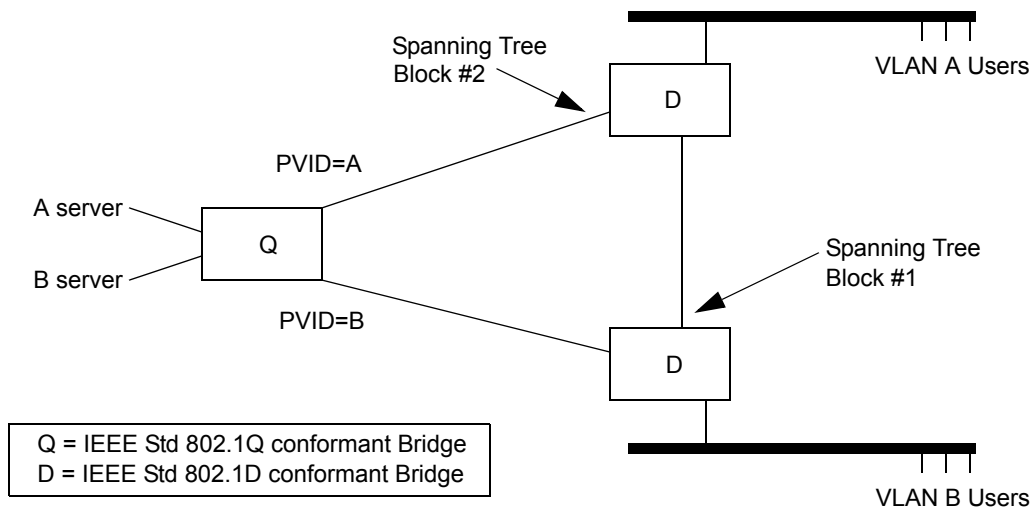 Spanning Tree
Block #2
VLAN A Users
D
PVID=A
A server
Q
B server
Spanning Tree
Block #1
PVID=B
D
Q = IEEE Std 802.1Q conformant Bridge
D = IEEE Std 802.1D conformant Bridge
VLAN B Users